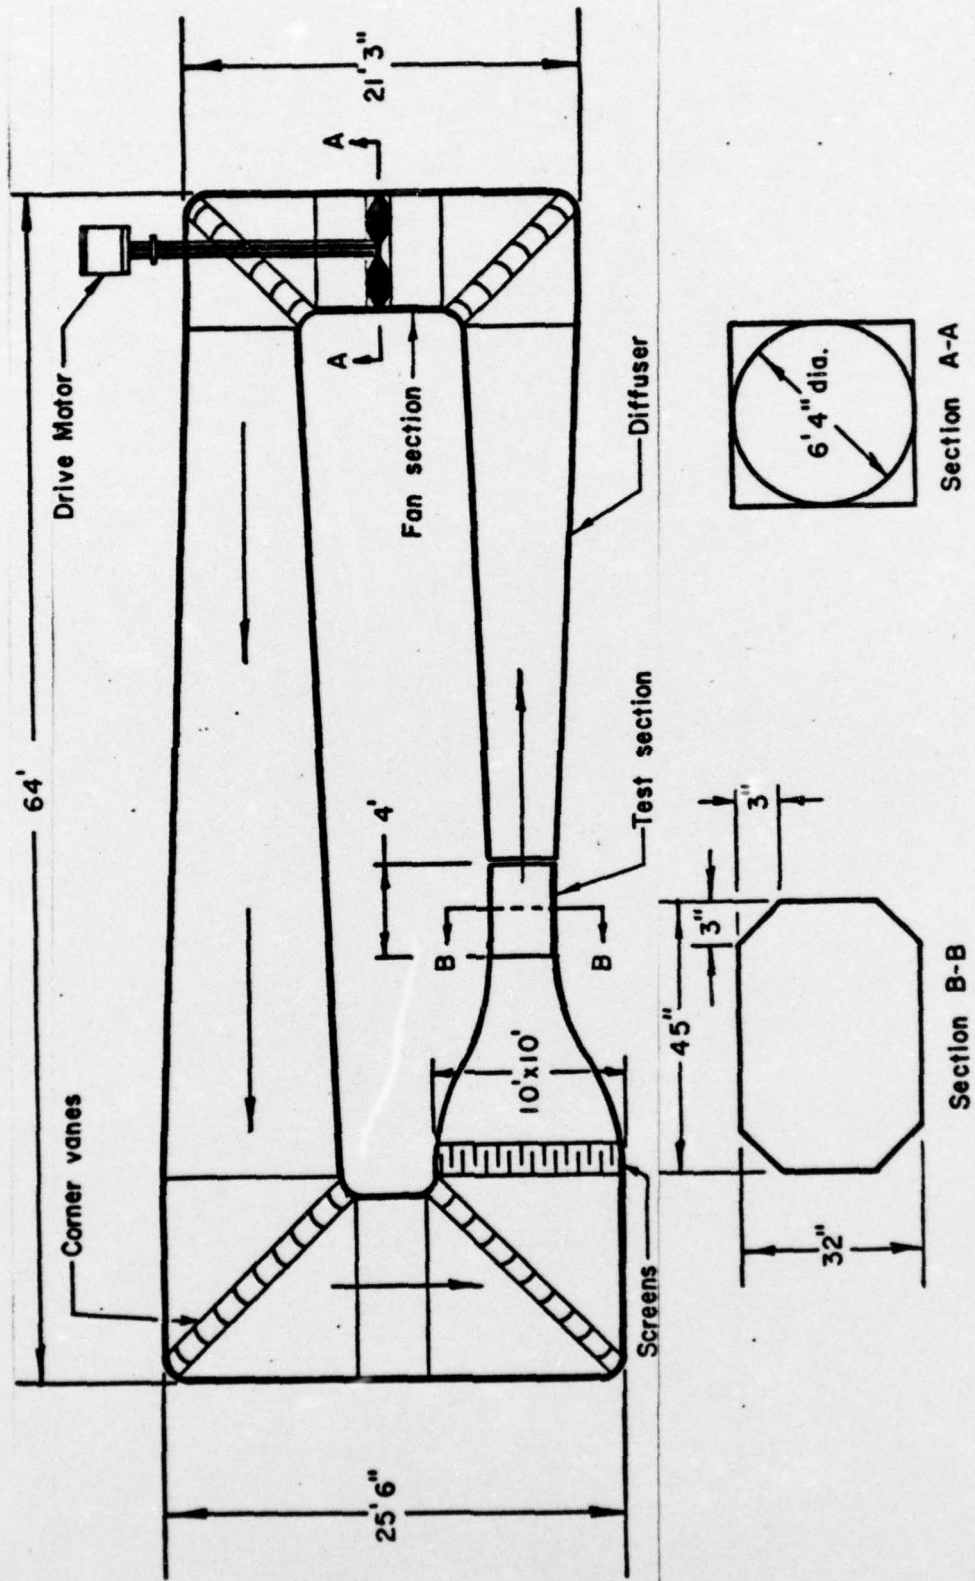 64'
Drive Motor
21'3"
A
A
Fan section
Diffuser
Corner vanes
4'
B
B
Test section
10'x10'
Screens
25'6"
45"
3"
3"
32"
Section B-B
6'4" dia.
Section A-A